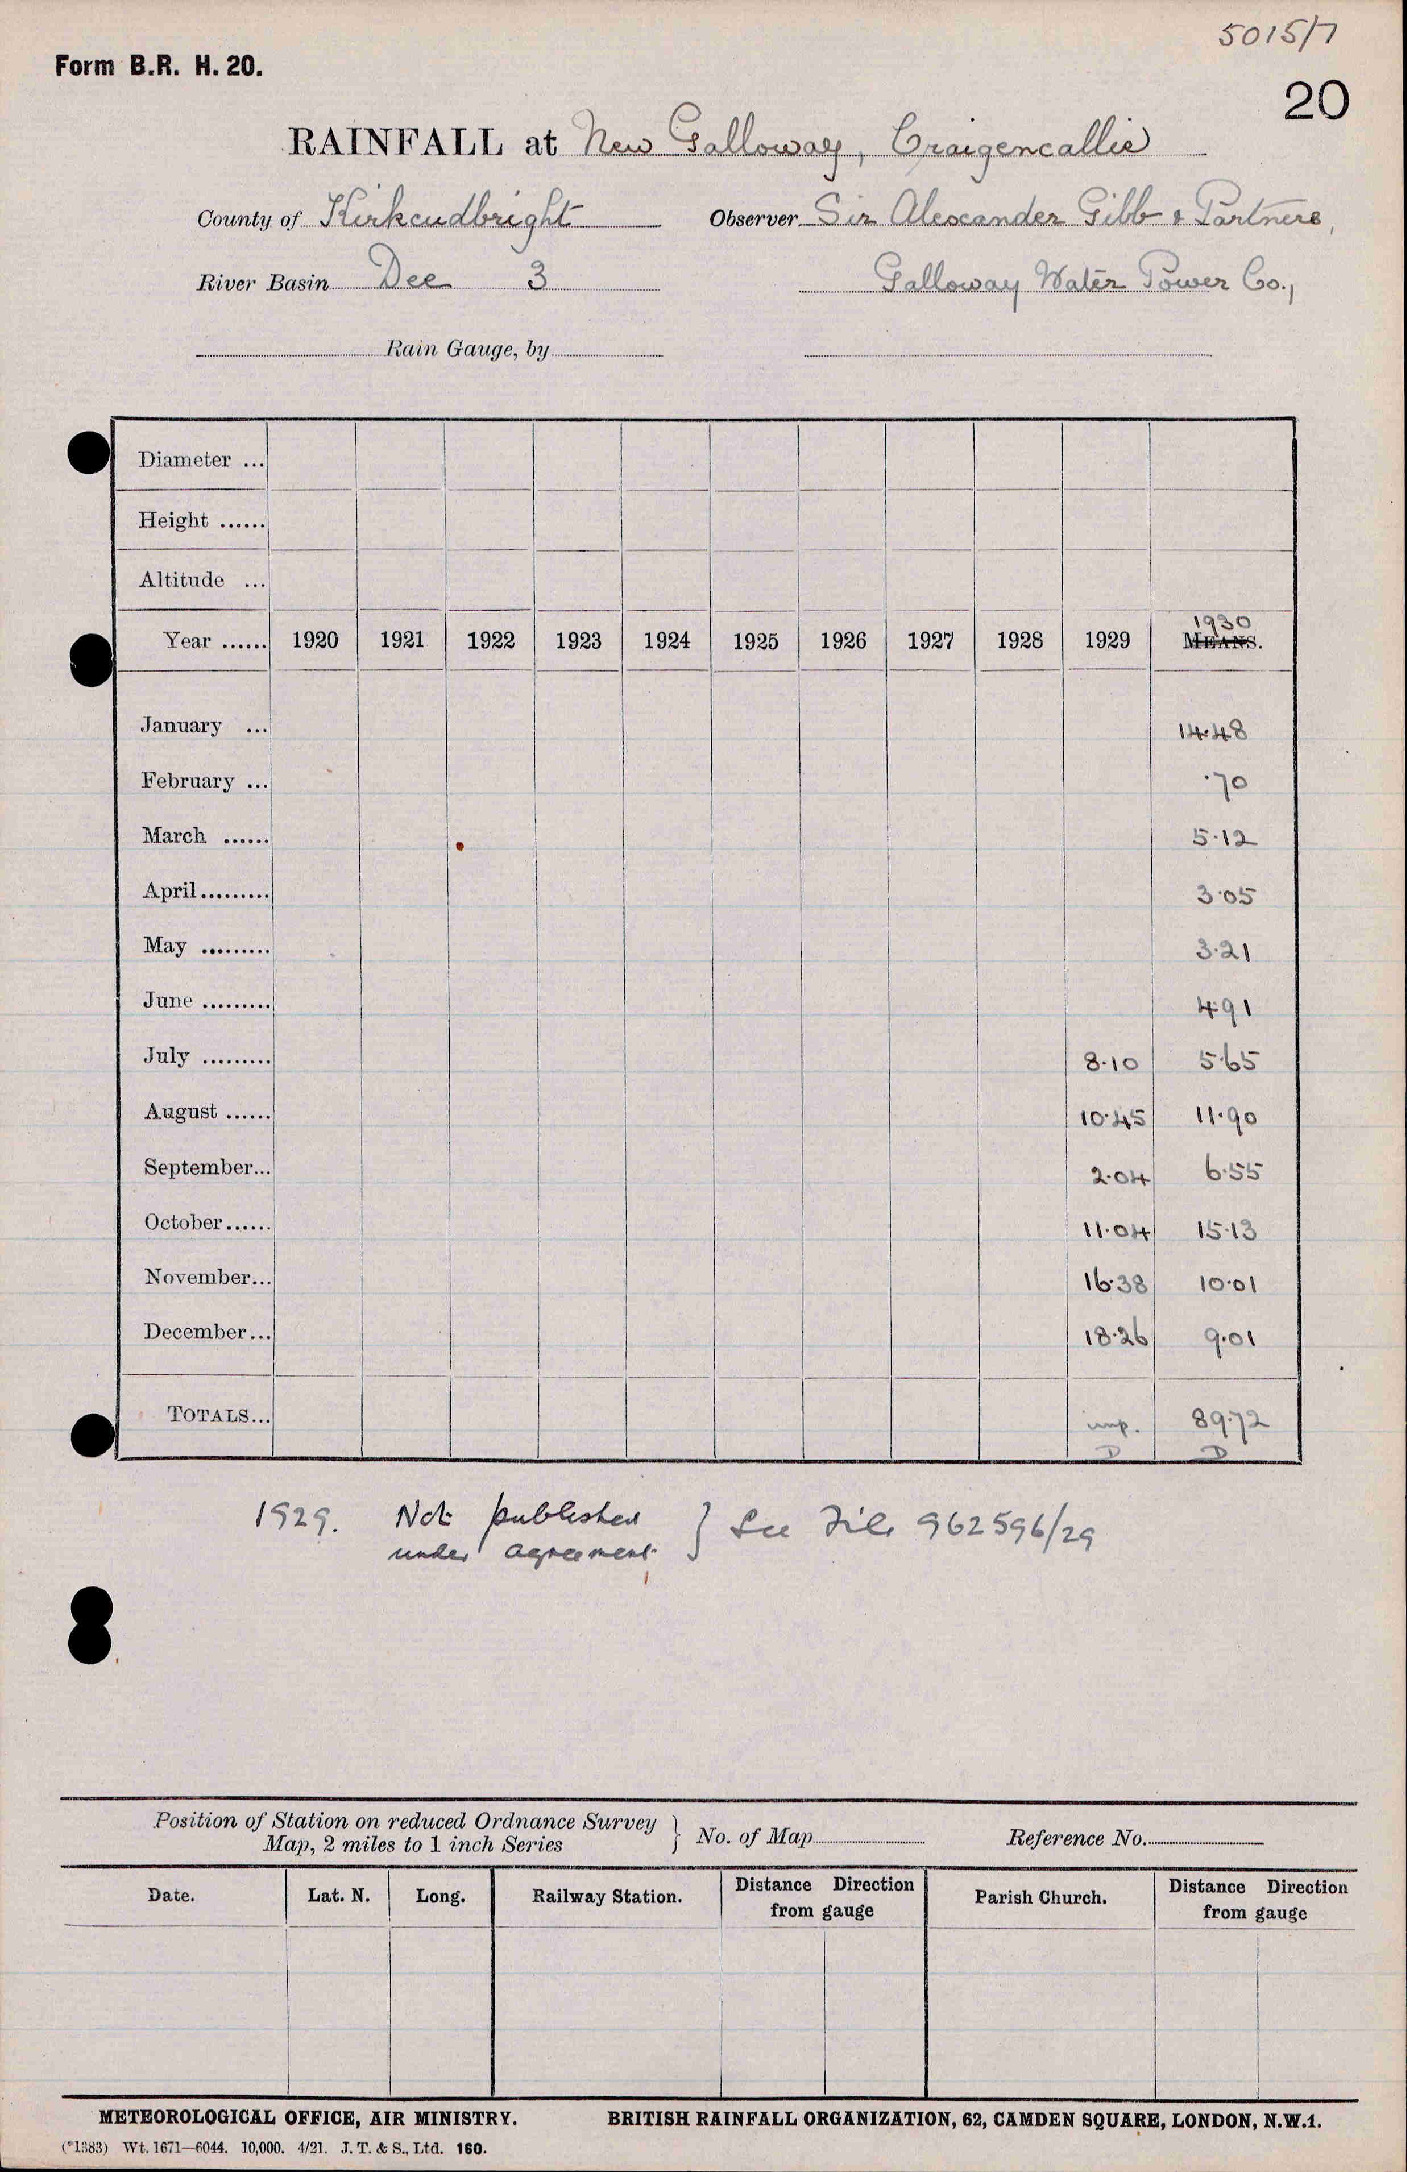 5015/7
Form B.R. H. 20.
20
RAINFALL at New Galloway, Craigencallie
County of Kirkcudbright Observer Sir Alexander Gibb & Partners,
River Basin Dee 3 Galloway Water Power Co.,
Rain Gauge, by
Diameter ...
Height ......
Altitude ...
1930
Year ...... 1920 1921 1922 1923 1924 1925 1926 1927 1928 1929 MEANS.
January ... 14.48
February ... .70
March ...... 5.12
April......... 3.05
May ......... 3.21
June ......... 4.91
July ......... 8.10 5.65
August ...... 10.45 11.90
September... 2.04 6.55
October...... 11.04 15.13
November... 16.38 10.01
December... 18.26 9.01
TOTALS... imp. 89.72
D D
1929. Not published } See File 962596/29
under agreement
Position of Station on reduced Ordnance Survey
Map, 2 miles to 1 inch Series } No. of Map Reference No.
Date. Lat. N. Long. Railway Station. Distance Direction from gauge Parish Church. Distance Direction from gauge
METEOROLOGICAL OFFICE, AIR MINISTRY. BRITISH RAINFALL ORGANIZATION, 62, CAMDEN SQUARE, LONDON, N.W.1.
(*1383) Wt. 1671—6044. 10,000. 4/21. J. T. & S., Ltd. 160.